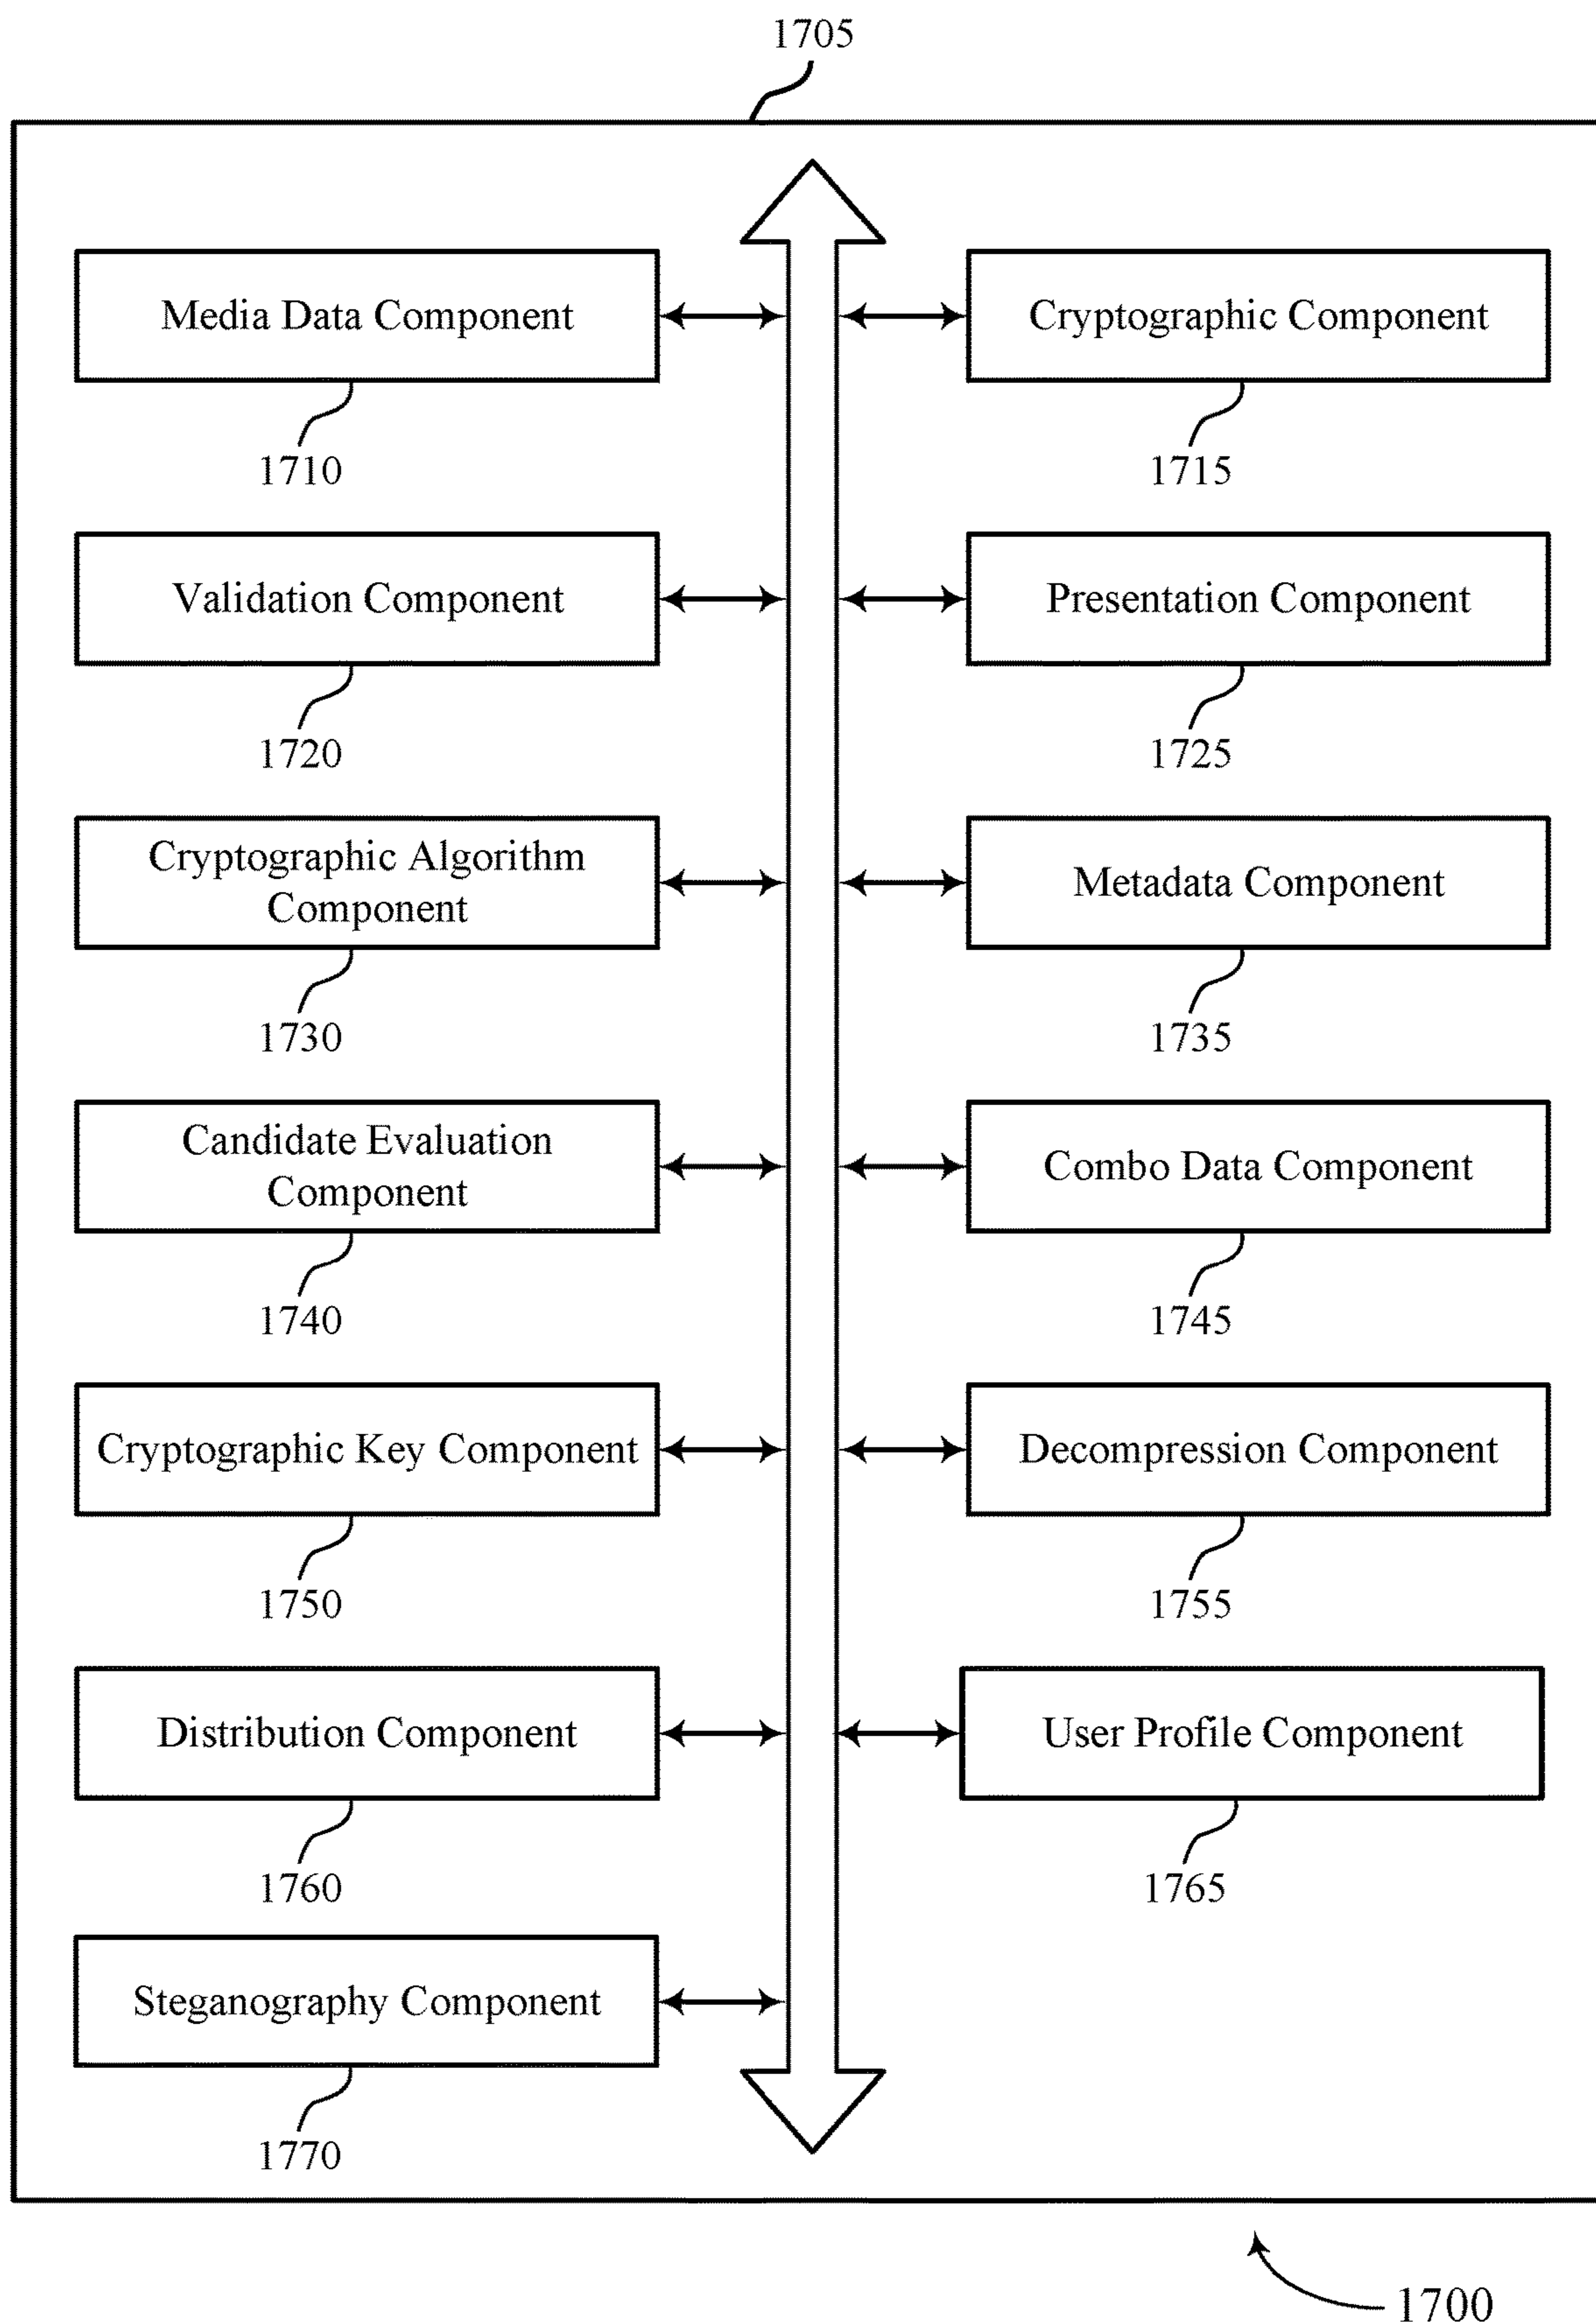 1705
Media Data Component
Cryptographic Component
1710
1715
Validation Component
Presentation Component
1720
1725
Cryptographic Algorithm
Component
Metadata Component
1730
1735
Candidate Evaluation
Component
Combo Data Component
1740
1745
Cryptographic Key Component
Decompression Component
1750
1755
Distribution Component
User Profile Component
1760
1765
Steganography Component
1770
1700